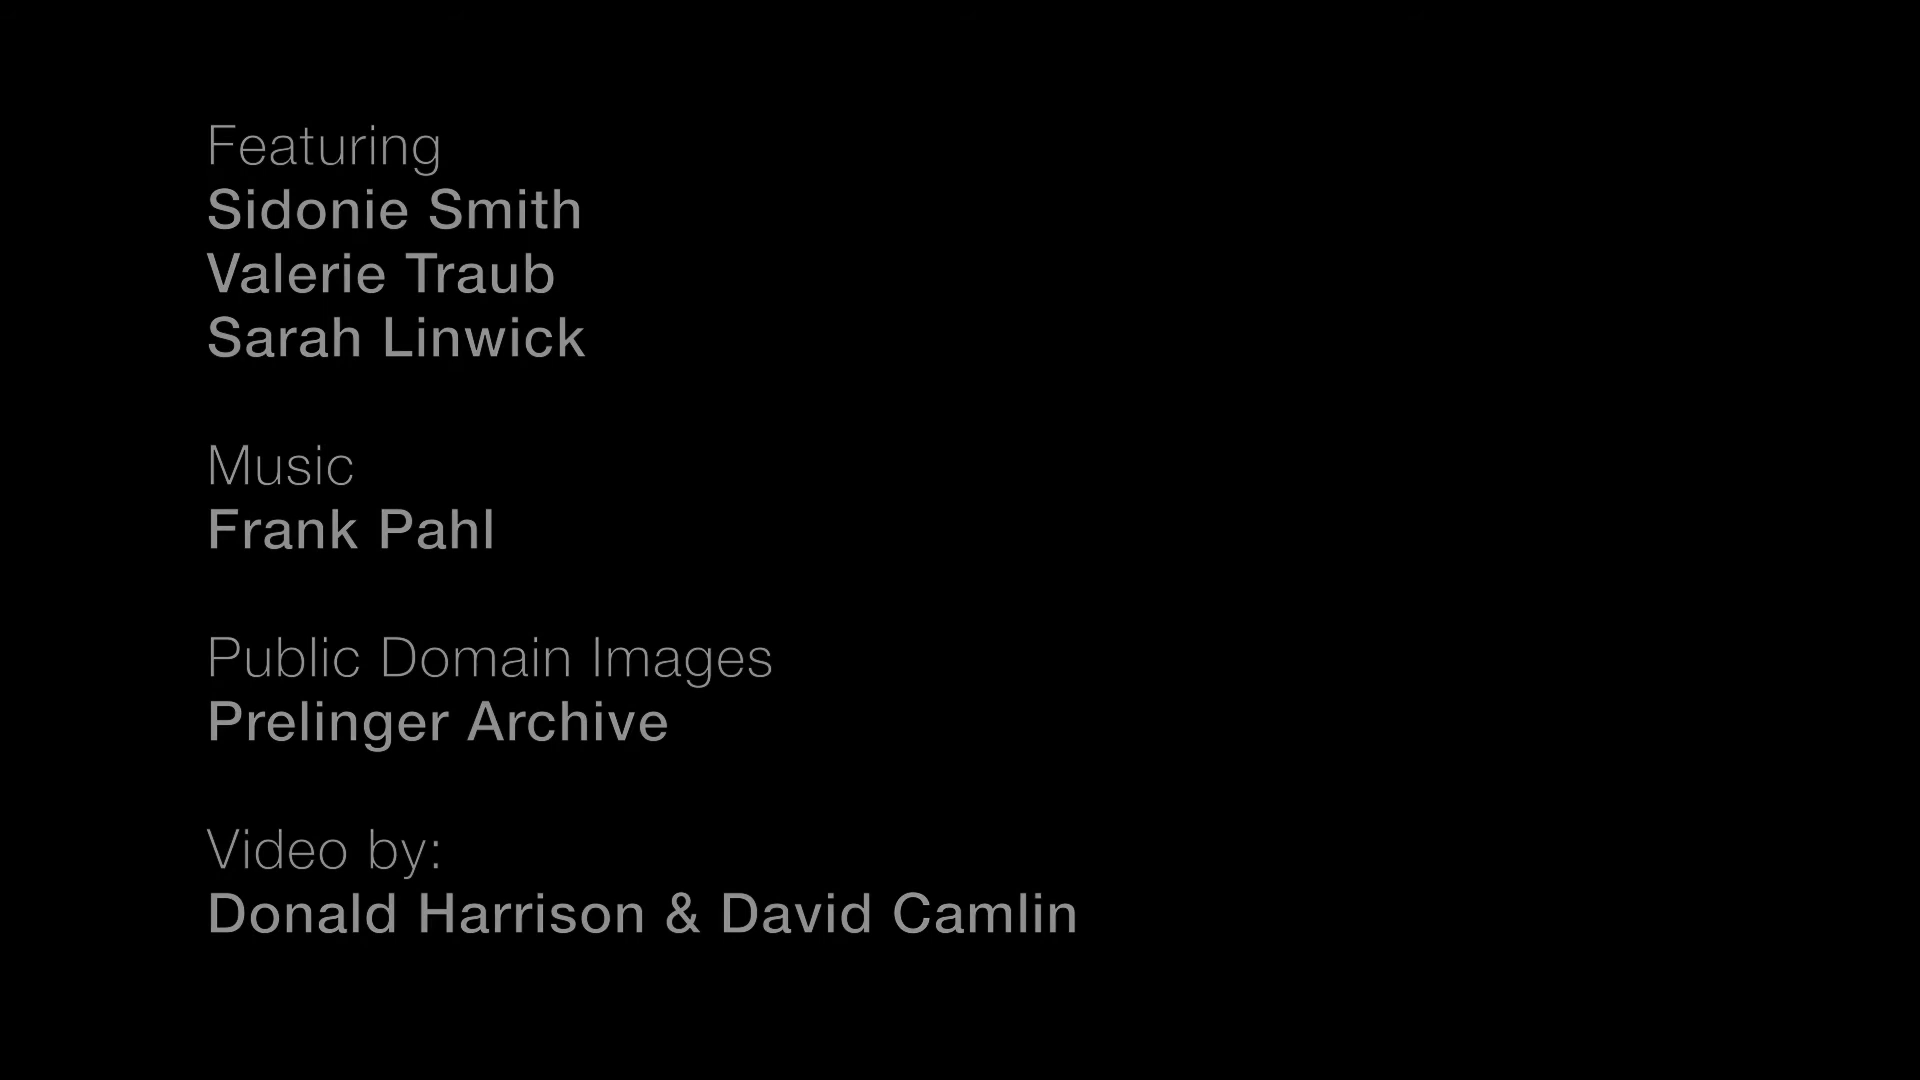 Featuring
Sidonie Smith
Valerie Traub
Sarah Linwick
Music
Frank Pahl
Public Domain Images
Prelinger Archive
Video by:
Donald Harrison & David Camlin